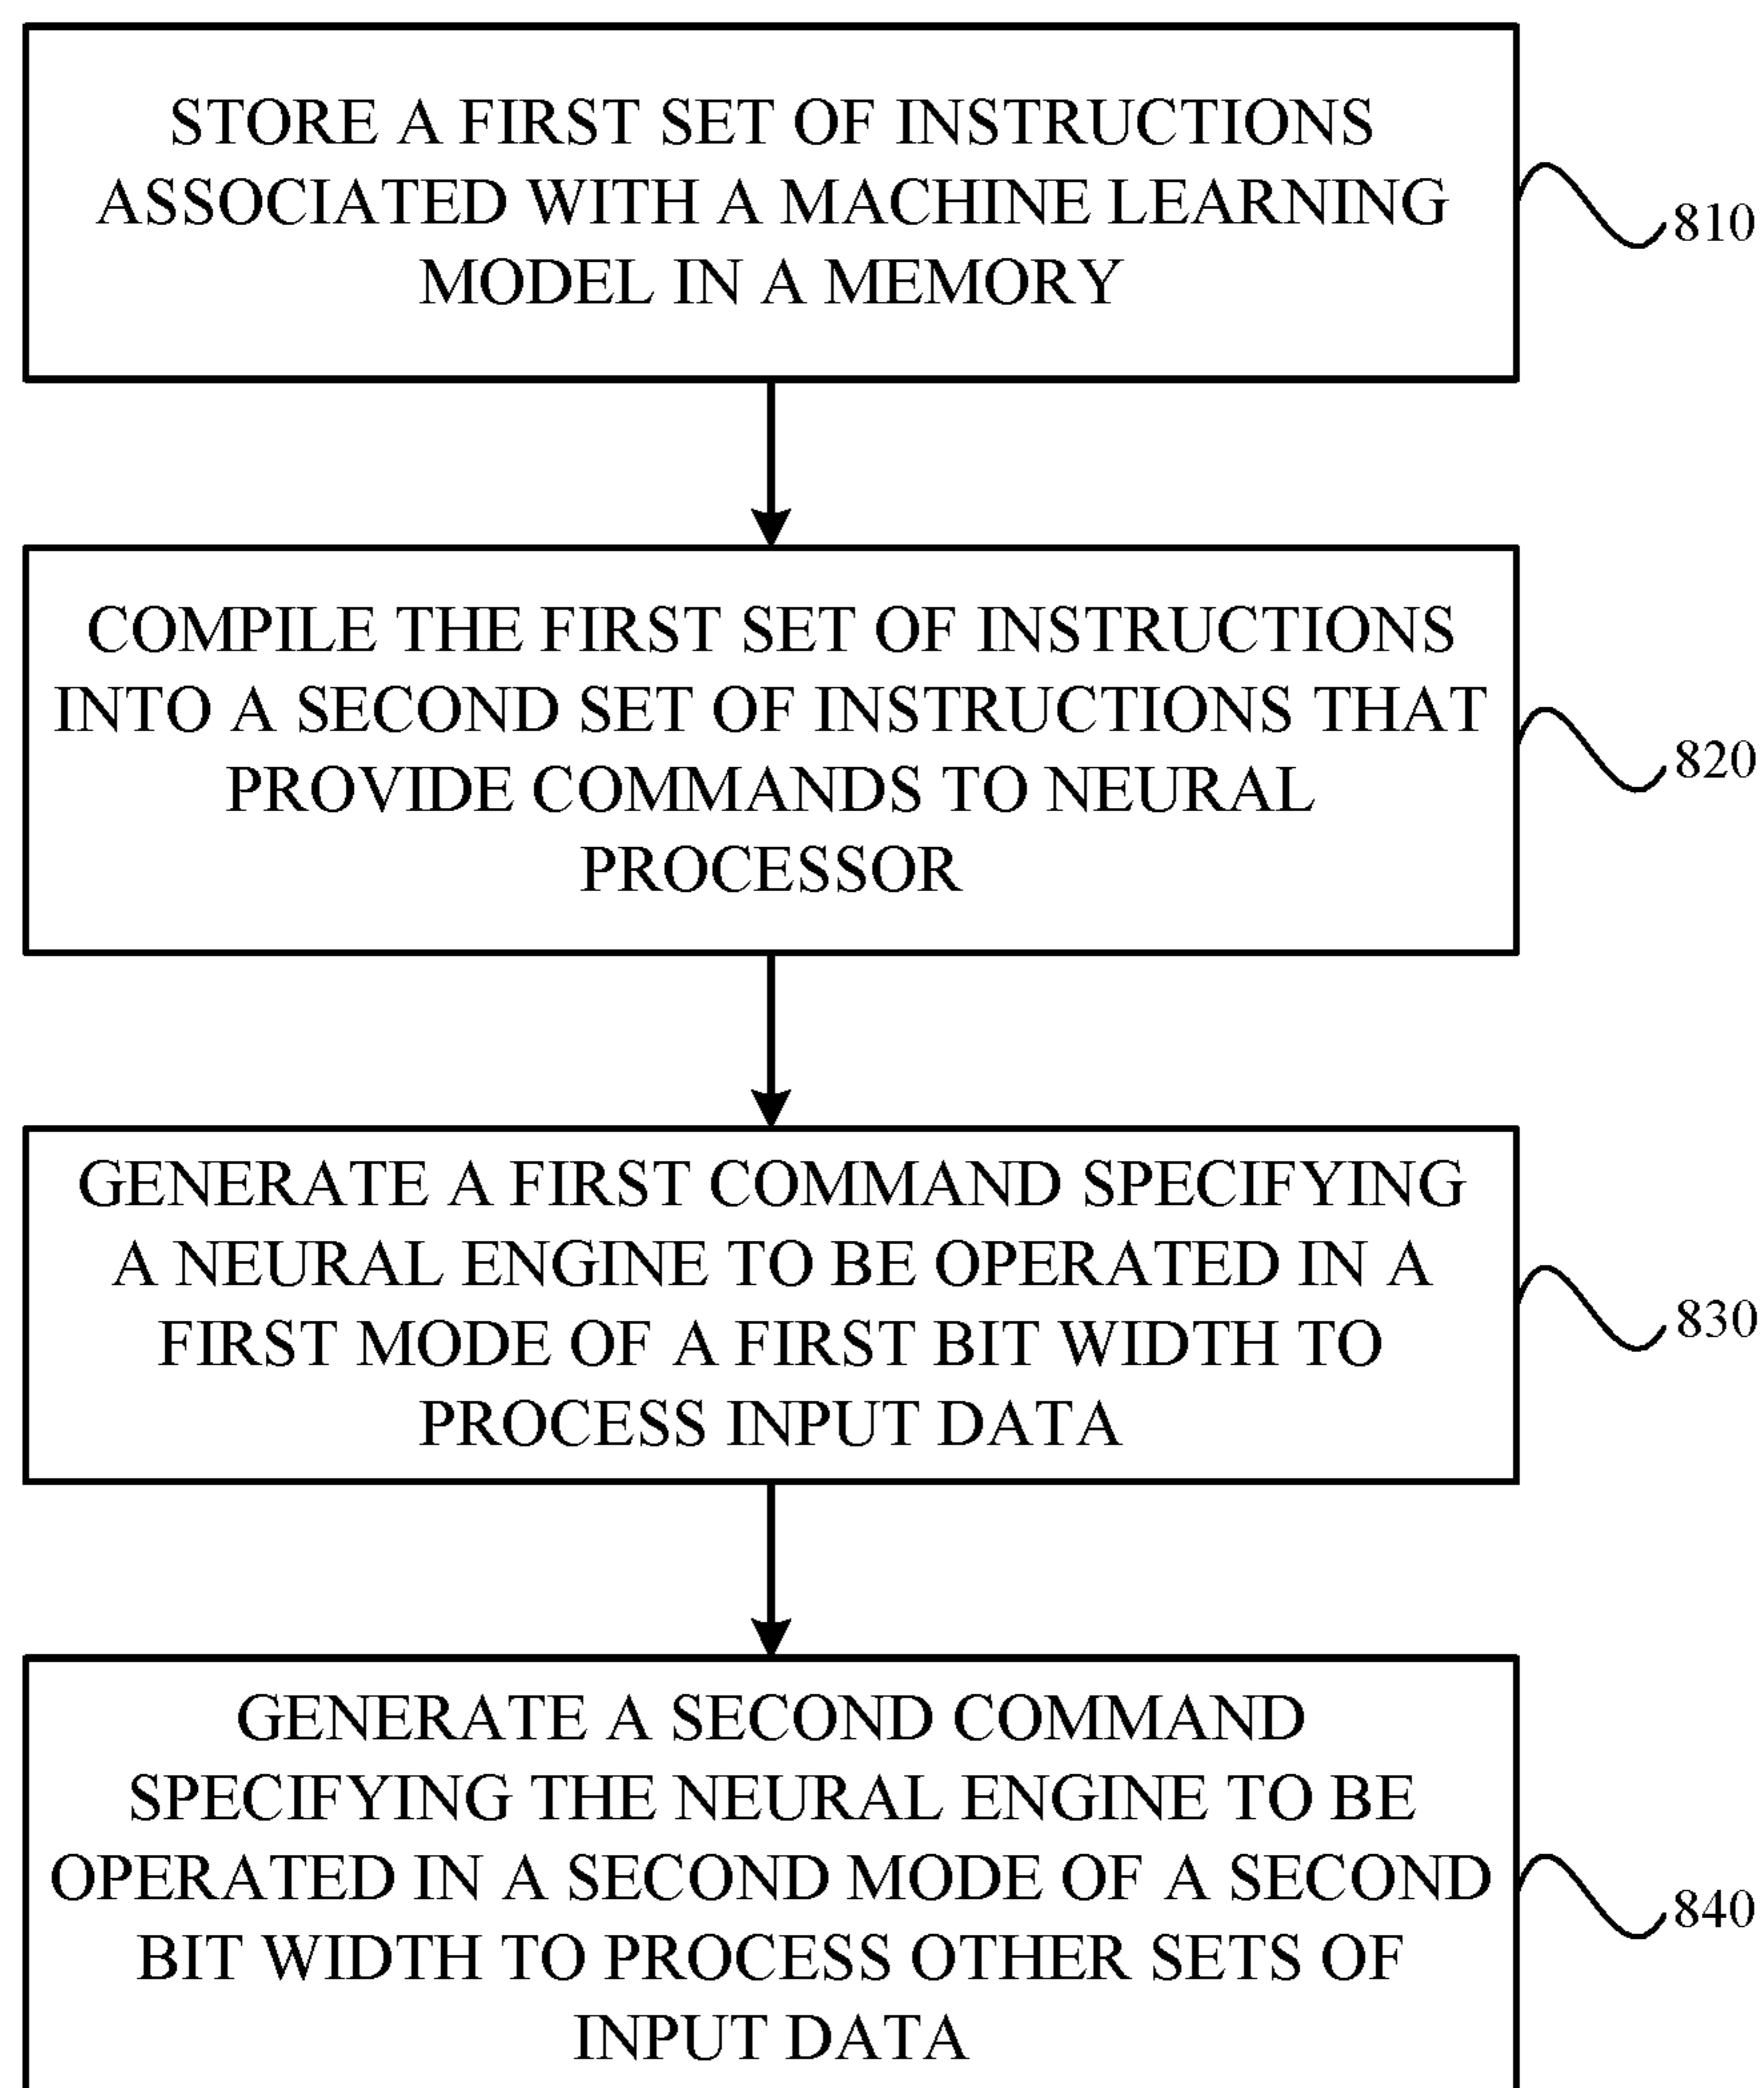 STORE A FIRST SET OF INSTRUCTIONS
ASSOCIATED WITH A MACHINE LEARNING
MODEL IN A MEMORY
810
COMPILE THE FIRST SET OF INSTRUCTIONS
INTO A SECOND SET OF INSTRUCTIONS THAT
PROVIDE COMMANDS TO NEURAL
PROCESSOR
820
GENERATE A FIRST COMMAND SPECIFYING
A NEURAL ENGINE TO BE OPERATED IN A
FIRST MODE OF A FIRST BIT WIDTH TO
PROCESS INPUT DATA
830
GENERATE A SECOND COMMAND
SPECIFYING THE NEURAL ENGINE TO BE
OPERATED IN A SECOND MODE OF A SECOND
BIT WIDTH TO PROCESS OTHER SETS OF
INPUT DATA
840